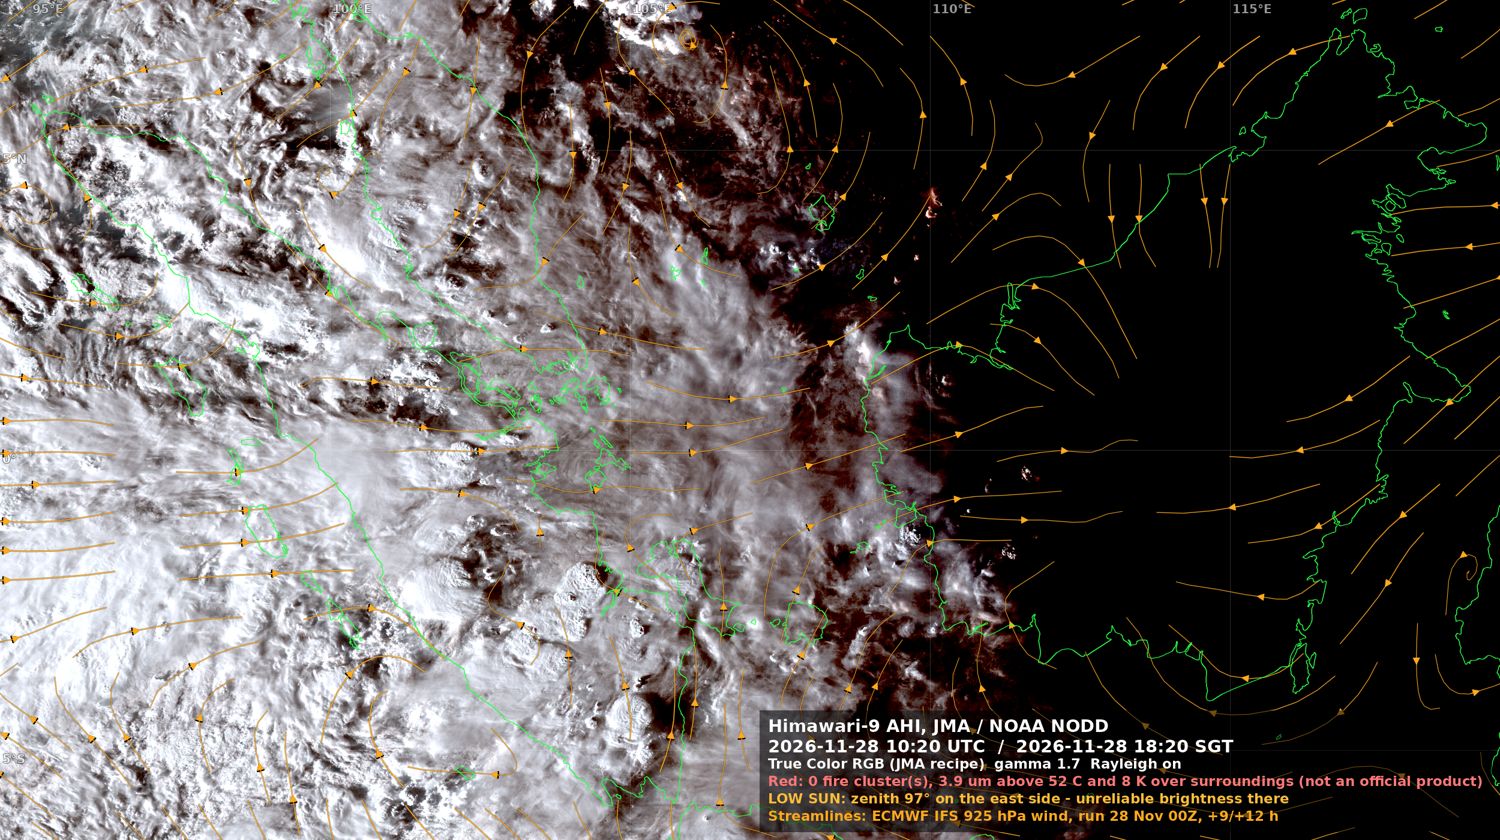 95°E 100°E 105°E 110°E 115°E
5°N
0°
5°S
Himawari-9 AHI, JMA / NOAA NODD
2026-11-28 10:20 UTC / 2026-11-28 18:20 SGT
True Color RGB (JMA recipe) gamma 1.7 Rayleigh on
Red: 0 fire cluster(s), 3.9 um above 52 C and 8 K over surroundings (not an official product)
LOW SUN: zenith 97° on the east side - unreliable brightness there
Streamlines: ECMWF IFS 925 hPa wind, run 28 Nov 00Z, +9/+12 h